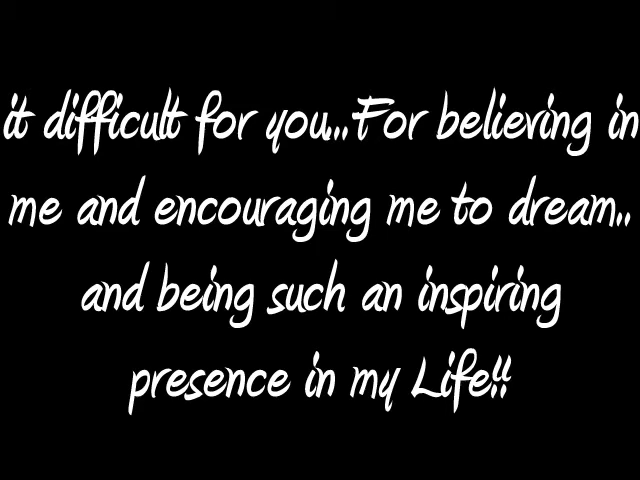 it difficult for you...For believing in
me and encouraging me to dream..
and being such an inspiring
presence in my Life!!